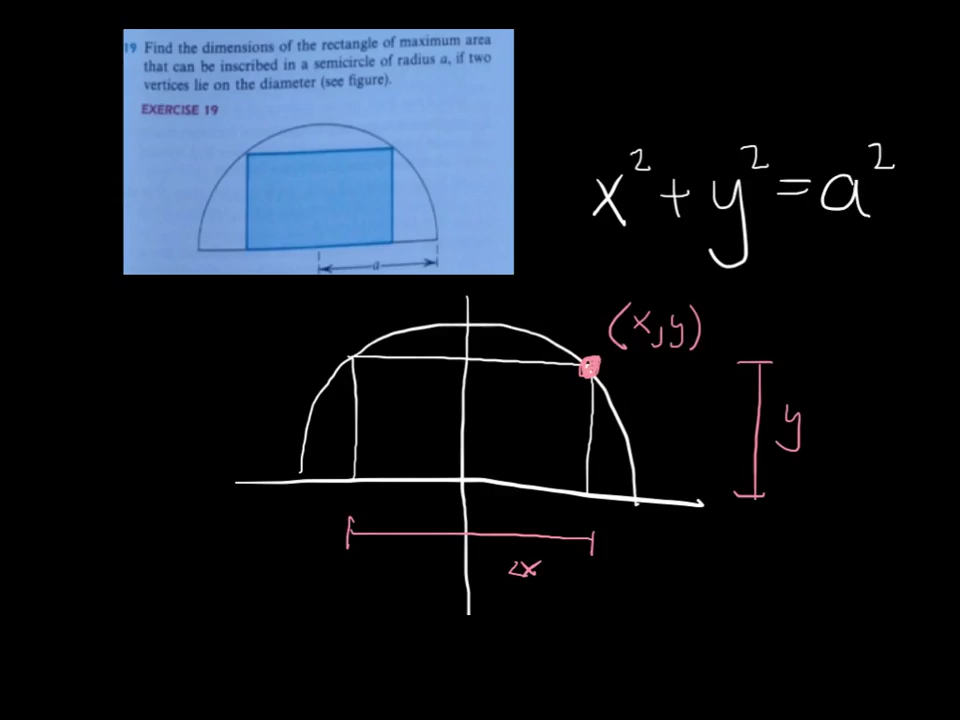 19 Find the dimensions of the rectangle of maximum area
that can be inscribed in a semicircle of radius a, if two
vertices lie on the diameter (see figure).
EXERCISE 19
a
x² + y² = a²
(x, y)
y
2x